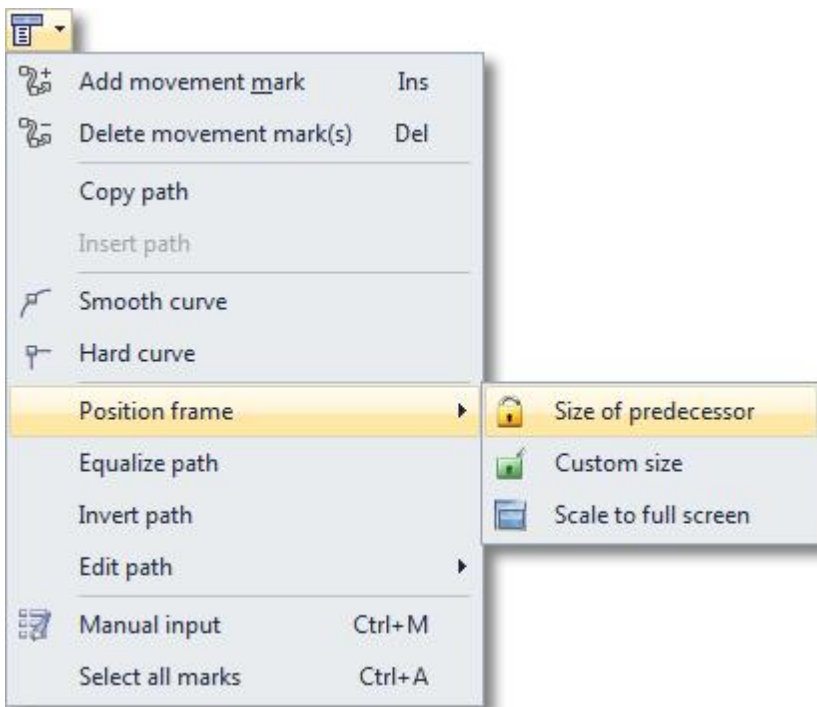 Add movement mark Ins
Delete movement mark(s) Del
Copy path
Insert path
Smooth curve
Hard curve
Position frame
Size of predecessor
Equalize path
Custom size
Invert path
Scale to full screen
Edit path
Manual input Ctrl+M
Select all marks Ctrl+A